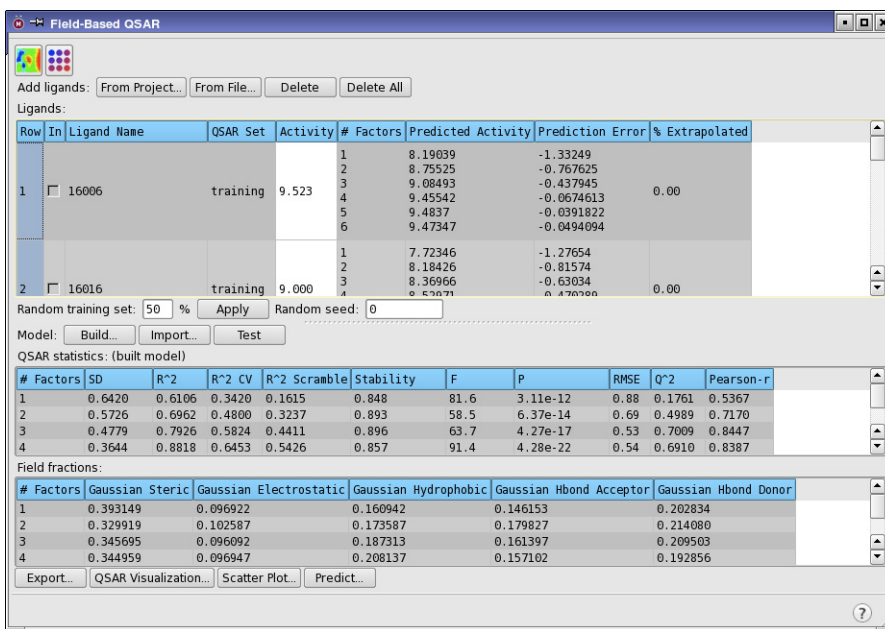 Field-Based QSAR
Add ligands: From Project... From File... Delete Delete All
Ligands:
Row In Ligand Name QSAR Set Activity # Factors Predicted Activity Prediction Error % Extrapolated
1 8.19039 -1.33249
2 8.75525 -0.767625
3 9.08493 -0.437945
1 16006 training 9.523 4 9.45542 -0.0674613 0.00
5 9.4837 -0.0391822
6 9.47347 -0.0494094
1 7.72346 -1.27654
2 8.18426 -0.81574
3 8.36966 -0.63034
2 16016 training 9.000 4 8.52971 -0.470289 0.00
Random training set: 50 % Apply Random seed: 0
Model: Build... Import... Test
QSAR statistics: (built model)
# Factors SD R^2 R^2 CV R^2 Scramble Stability F P RMSE Q^2 Pearson-r
1 0.6420 0.6106 0.3420 0.1615 0.848 81.6 3.11e-12 0.88 0.1761 0.5367
2 0.5726 0.6962 0.4800 0.3237 0.893 58.5 6.37e-14 0.69 0.4989 0.7170
3 0.4779 0.7926 0.5824 0.4411 0.896 63.7 4.27e-17 0.53 0.7009 0.8447
4 0.3644 0.8818 0.6453 0.5426 0.857 91.4 4.28e-22 0.54 0.6910 0.8387
Field fractions:
# Factors Gaussian Steric Gaussian Electrostatic Gaussian Hydrophobic Gaussian Hbond Acceptor Gaussian Hbond Donor
1 0.393149 0.096922 0.160942 0.146153 0.202834
2 0.329919 0.102587 0.173587 0.179827 0.214080
3 0.345695 0.096092 0.187313 0.161397 0.209503
4 0.344959 0.096947 0.208137 0.157102 0.192856
Export... QSAR Visualization... Scatter Plot... Predict...
?